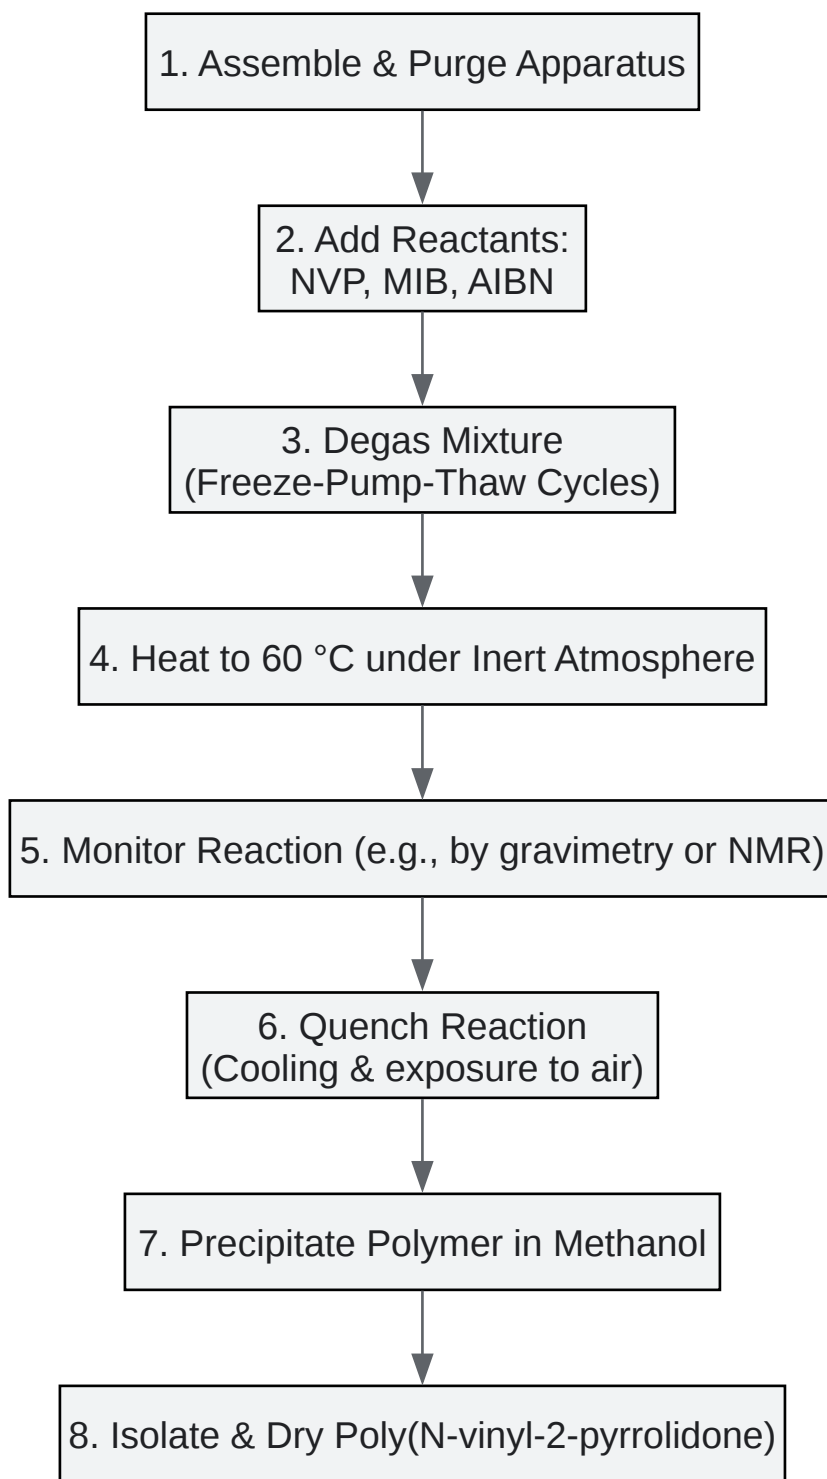 1. Assemble & Purge Apparatus
2. Add Reactants:
NVP, MIB, AIBN
3. Degas Mixture
(Freeze-Pump-Thaw Cycles)
4. Heat to 60 °C under Inert Atmosphere
5. Monitor Reaction (e.g., by gravimetry or NMR)
6. Quench Reaction
(Cooling & exposure to air)
7. Precipitate Polymer in Methanol
8. Isolate & Dry Poly(N-vinyl-2-pyrrolidone)